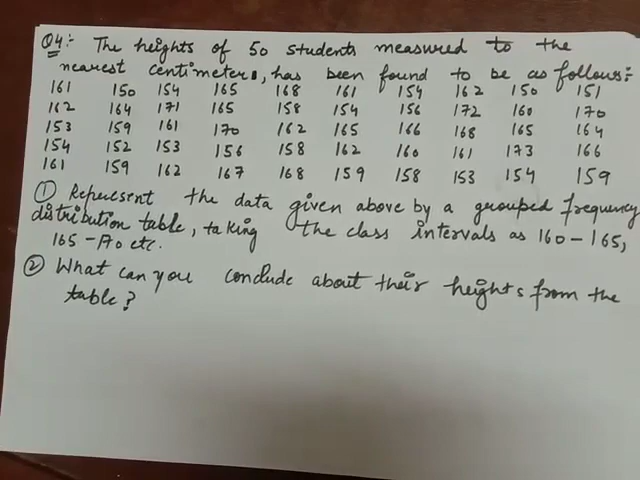 Q4:- The heights of 50 students measured to the
nearest centimeters, has been found to be as follows:-
161 150 154 165 168 161 154 162 150 151
162 164 171 165 158 154 156 172 160 170
153 159 161 170 162 165 166 168 165 164
154 152 153 156 158 162 160 161 173 166
161 159 162 167 168 159 158 153 154 159
① Represent the data given above by a grouped frequency
distribution table, taking the class intervals as 160-165,
165-170 etc.
② What can you conclude about their heights from the
table?